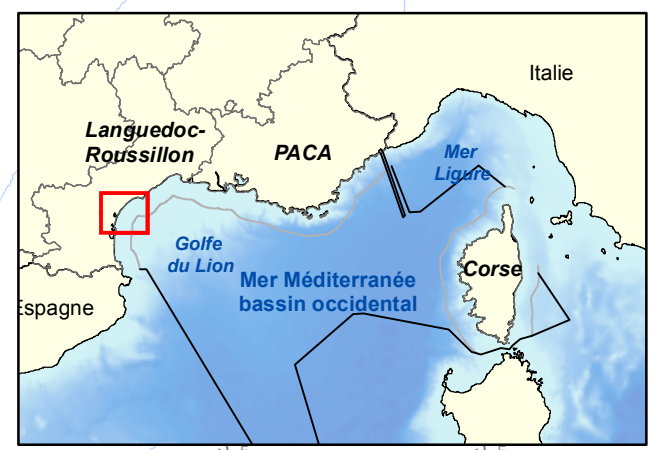 Italie
Languedoc-
Roussillon
PACA
Mer
Ligure
Golfe
du Lion
Mer Méditerranée
bassin occidental
Corse
Espagne